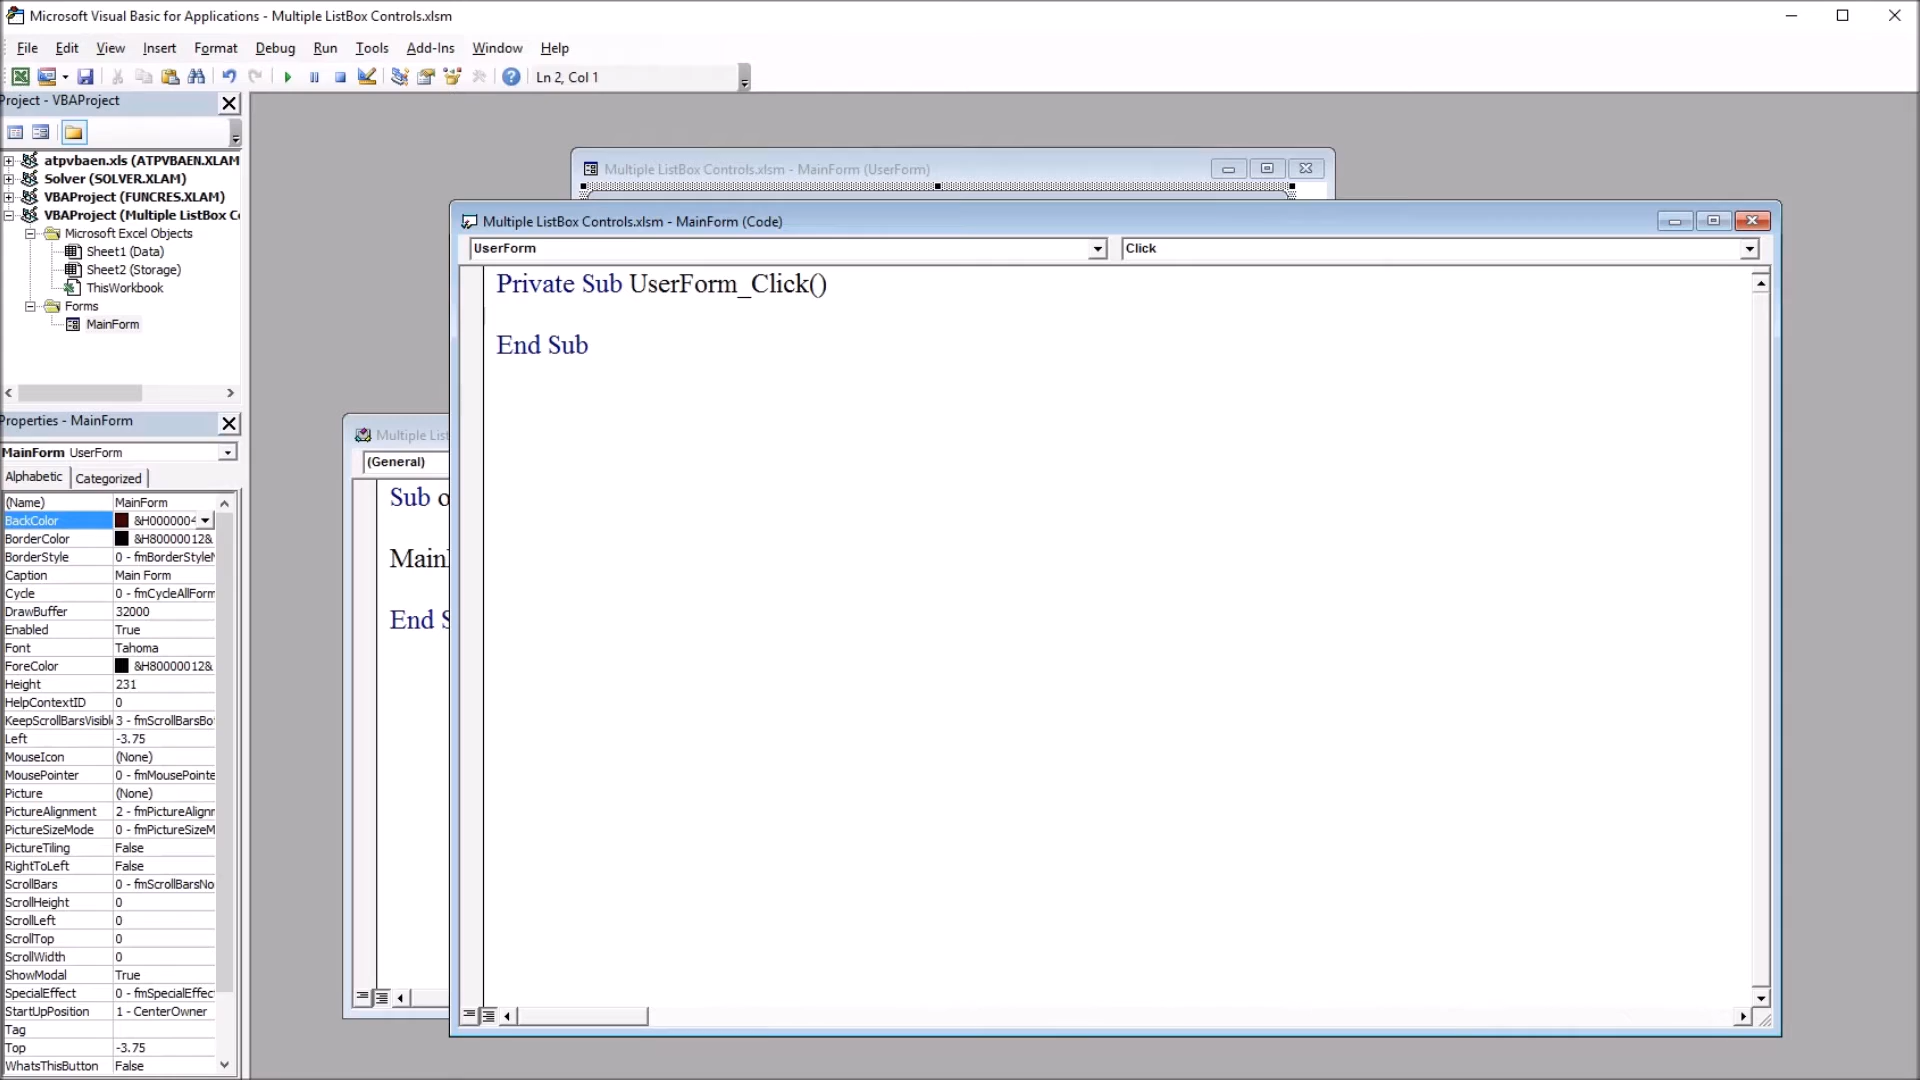 Microsoft Visual Basic for Applications - Multiple ListBox Controls.xlsm
File Edit View Insert Format Debug Run Tools Add-Ins Window Help
Ln 2, Col 1
Project - VBAProject
atpvbaen.xls (ATPVBAEN.XLAM
Solver (SOLVER.XLAM)
VBAProject (FUNCRES.XLAM)
VBAProject (Multiple ListBox Co
Microsoft Excel Objects
Sheet1 (Data)
Sheet2 (Storage)
ThisWorkbook
Forms
MainForm
Properties - MainForm
MainForm UserForm
Alphabetic Categorized
(Name) MainForm
BackColor &H0000004
BorderColor &H80000012&
BorderStyle 0 - fmBorderStyleN
Caption Main Form
Cycle 0 - fmCycleAllForm
DrawBuffer 32000
Enabled True
Font Tahoma
ForeColor &H80000012&
Height 231
HelpContextID 0
KeepScrollBarsVisibl 3 - fmScrollBarsBo
Left -3.75
MouseIcon (None)
MousePointer 0 - fmMousePointe
Picture (None)
PictureAlignment 2 - fmPictureAlignm
PictureSizeMode 0 - fmPictureSizeM
PictureTiling False
RightToLeft False
ScrollBars 0 - fmScrollBarsNo
ScrollHeight 0
ScrollLeft 0
ScrollTop 0
ScrollWidth 0
ShowModal True
SpecialEffect 0 - fmSpecialEffec
StartUpPosition 1 - CenterOwner
Tag
Top -3.75
WhatsThisButton False
Multiple ListBox Controls.xlsm - MainForm (UserForm)
Multiple ListBox Controls.xlsm - MainForm (Code)
UserForm Click
Private Sub UserForm_Click()
End Sub
Multiple List
(General)
Sub o
Main
End S